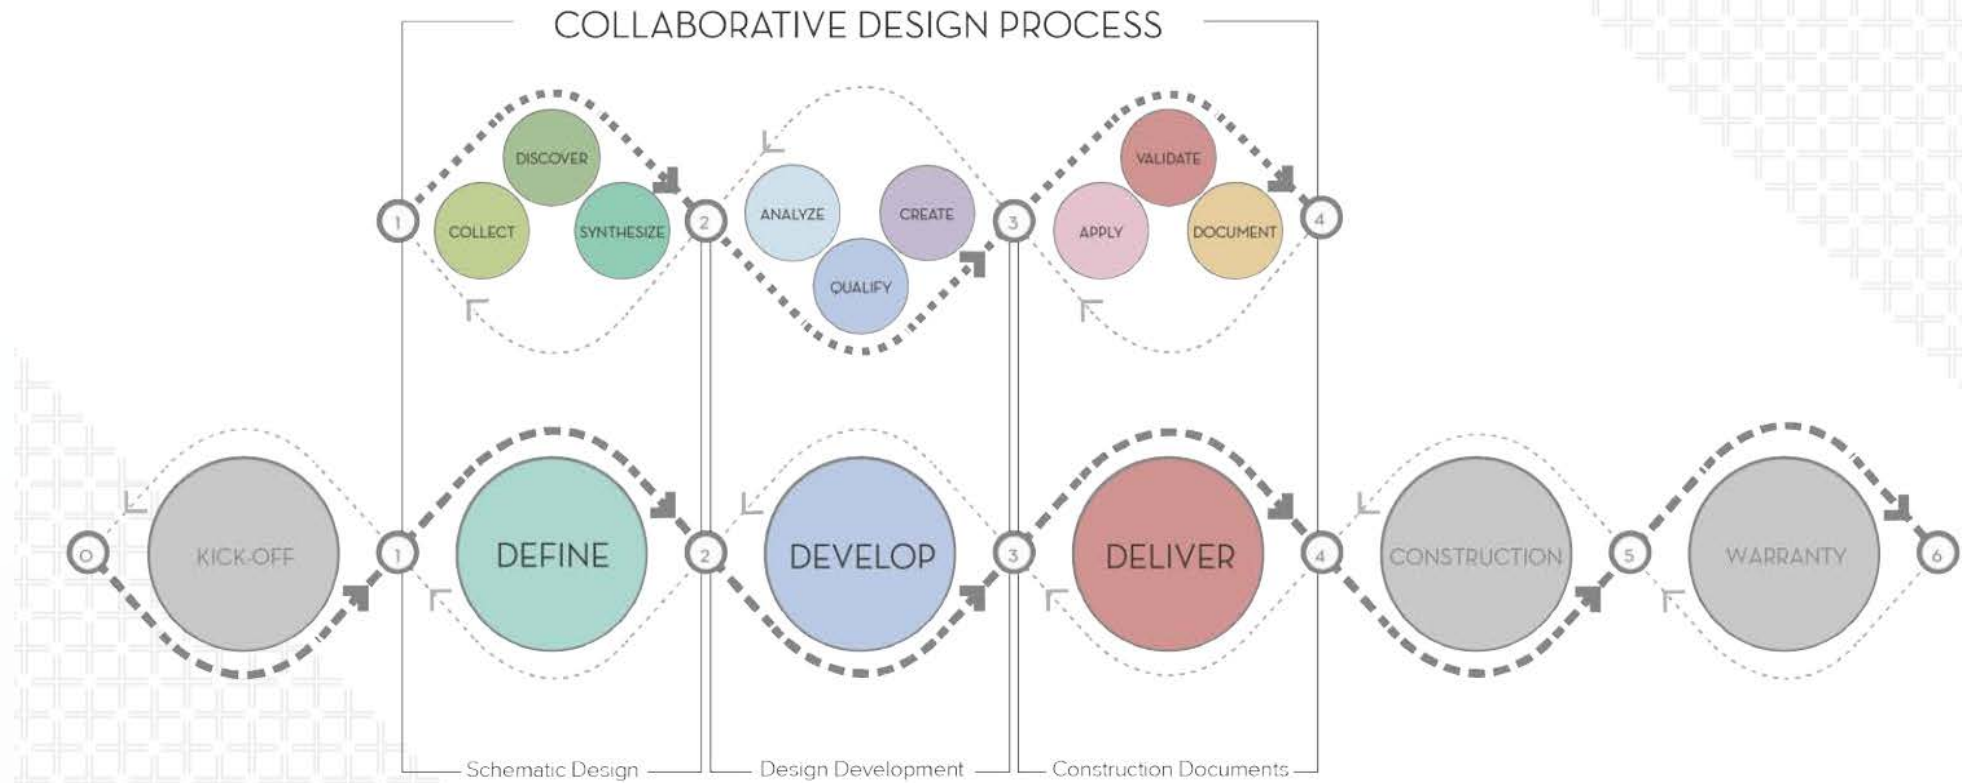 COLLABORATIVE DESIGN PROCESS
DISCOVER
COLLECT
SYNTHESIZE
ANALYZE
CREATE
QUALIFY
VALIDATE
APPLY
DOCUMENT
1
2
3
4
KICK-OFF
DEFINE
DEVELOP
DELIVER
CONSTRUCTION
WARRANTY
0
1
2
3
4
5
6
Schematic Design
Design Development
Construction Documents